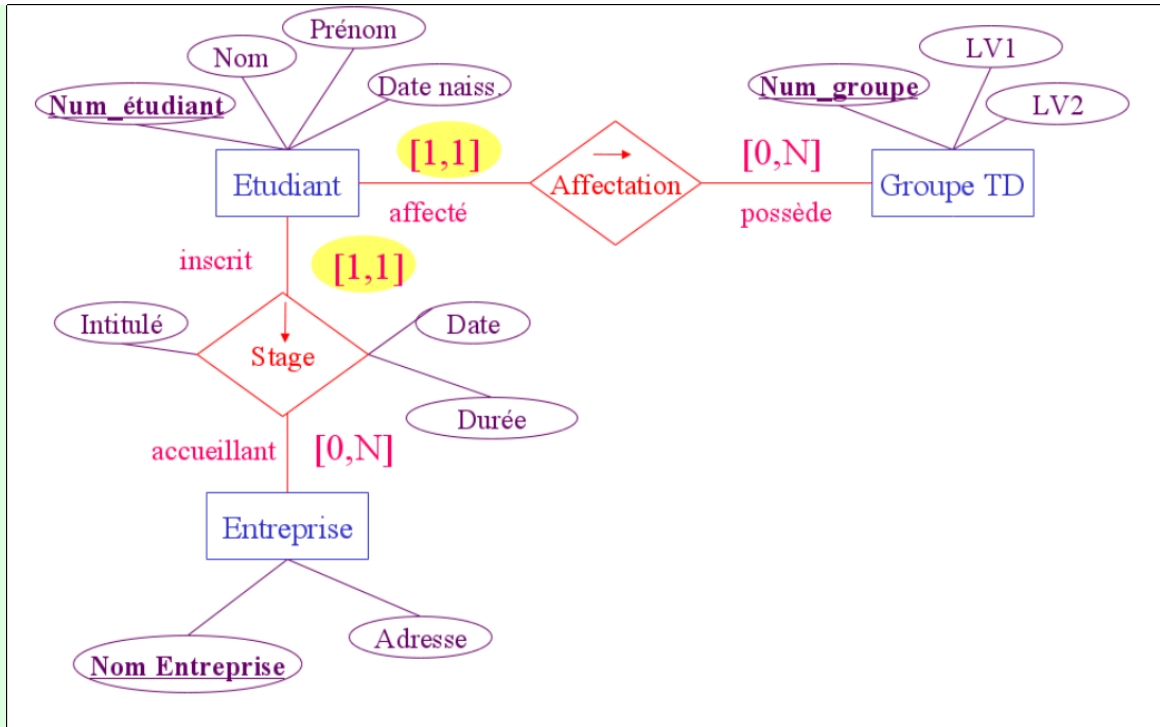 Prénom
LV1
Nom
Num_étudiant
Date naiss.
Num_groupe
LV2
[1,1]
[0,N]
Etudiant
Affectation
Groupe TD
affecté
possède
inscrit
[1,1]
Intitulé
Date
Stage
Durée
accueillant
[0,N]
Entreprise
Adresse
Nom Entreprise